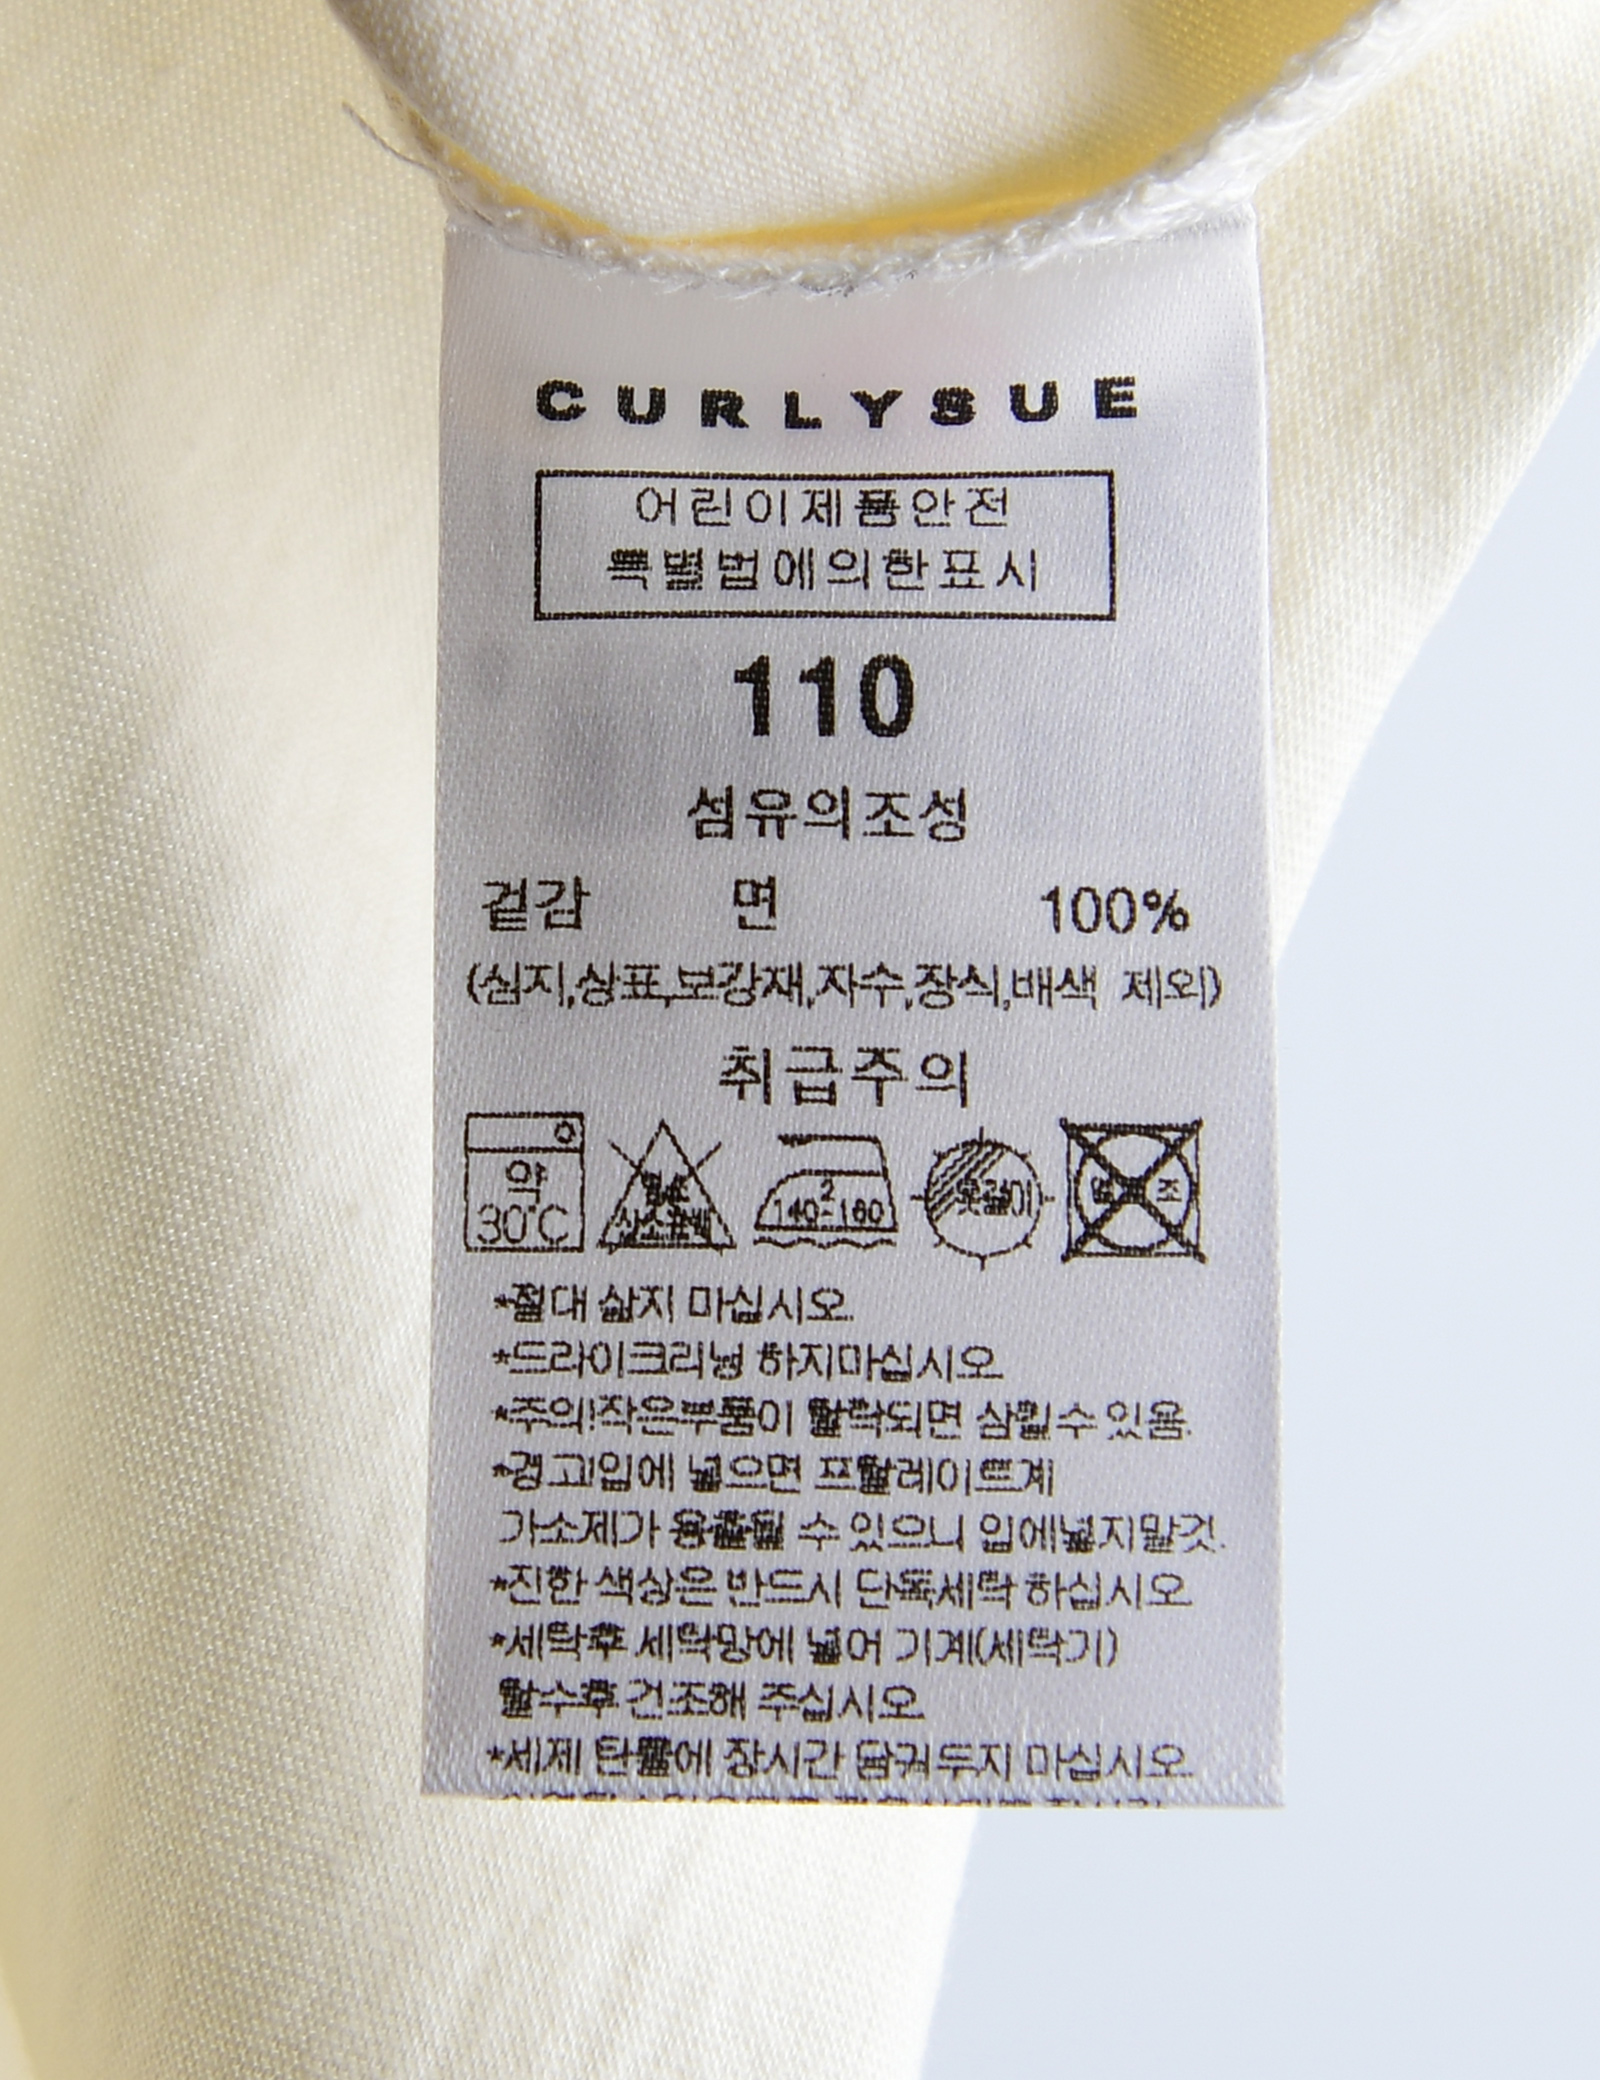 CURLYSUE
어린이제품안전
특별법에의한표시
110
섬유의조성
겉감 면 100%
(심지,상표,보강재,자수,장식,배색 제외)
취급주의
약 30°C
염소 산소표백
2 140-160
옷걸이
*절대 삶지 마십시오.
*드라이크리닝 하지마십시오.
*주의!작은부품이 탈락되면 삼킬수 있음.
*경고!입에 넣으면 프탈레이트계
가소제가 용출될 수 있으니 입에넣지말것.
*진한 색상은 반드시 단독세탁 하십시오.
*세탁후 세탁망에 넣어 기계(세탁기)
탈수후 건조해 주십시오.
*세제 탄물에 장시간 담궈두지 마십시오.